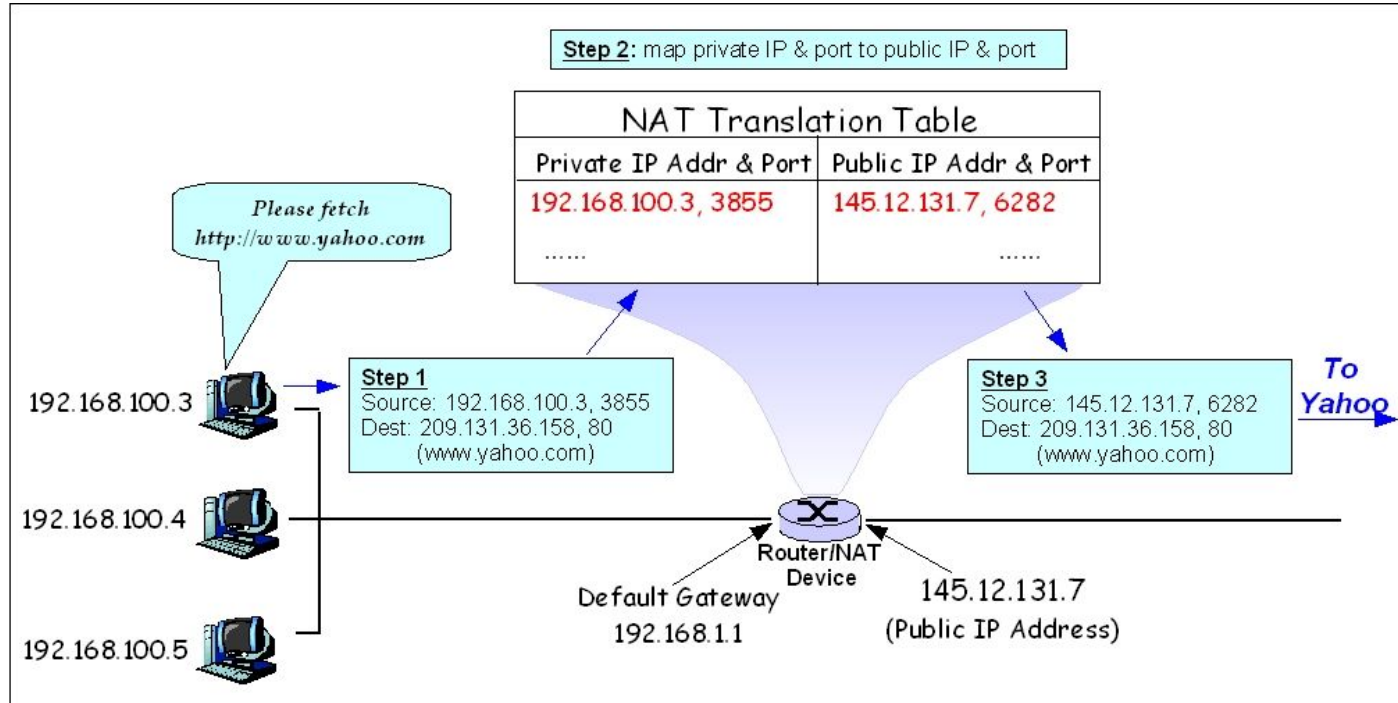 Step 2: map private IP & port to public IP & port
NAT Translation Table
Private IP Addr & Port
Public IP Addr & Port
192.168.100.3, 3855
145.12.131.7, 6282
......
......
Please fetch
http://www.yahoo.com
192.168.100.3
Step 1
Source: 192.168.100.3, 3855
Dest: 209.131.36.158, 80
(www.yahoo.com)
Step 3
Source: 145.12.131.7, 6282
Dest: 209.131.36.158, 80
(www.yahoo.com)
To
Yahoo
192.168.100.4
Router/NAT
Device
Default Gateway
192.168.1.1
145.12.131.7
(Public IP Address)
192.168.100.5